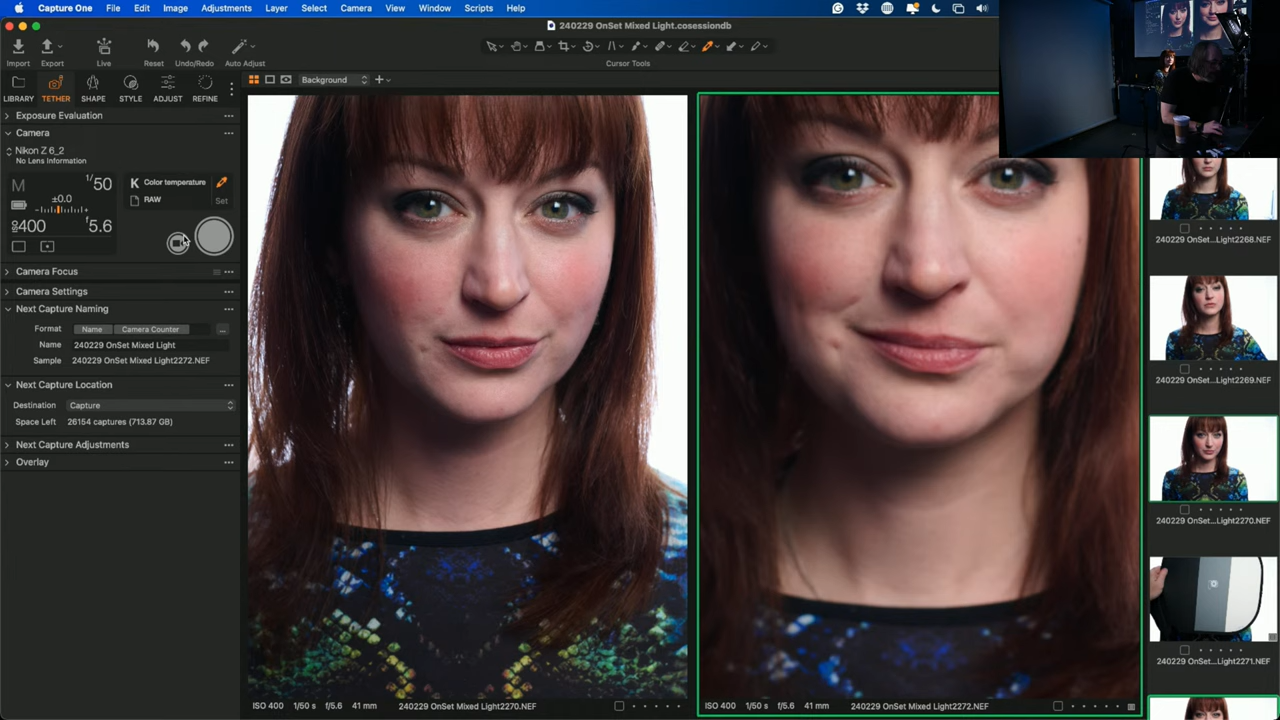 Capture One File Edit Image Adjustments Layer Select Camera View Window Scripts Help
240229 OnSet Mixed Light.cosessiondb
Import Export Live Reset Undo/Redo Auto Adjust Cursor Tools
LIBRARY TETHER SHAPE STYLE ADJUST REFINE
Background
Exposure Evaluation
Camera
Nikon Z 6_2
No Lens Information
M 1/50
±0.0
400 f5.6
K Color temperature
RAW
Set
Camera Focus
Camera Settings
Next Capture Naming
Format Name Camera Counter ...
Name 240229 OnSet Mixed Light
Sample 240229 OnSet Mixed Light2272.NEF
Next Capture Location
Destination Capture
Space Left 26154 captures (713.87 GB)
Next Capture Adjustments
Overlay
ISO 400 1/50 s f/5.6 41 mm 240229 OnSet Mixed Light2270.NEF
ISO 400 1/50 s f/5.6 41 mm 240229 OnSet Mixed Light2272.NEF
240229 OnSet...Light2268.NEF
240229 OnSet...Light2269.NEF
240229 OnSet...Light2270.NEF
240229 OnSet...Light2271.NEF